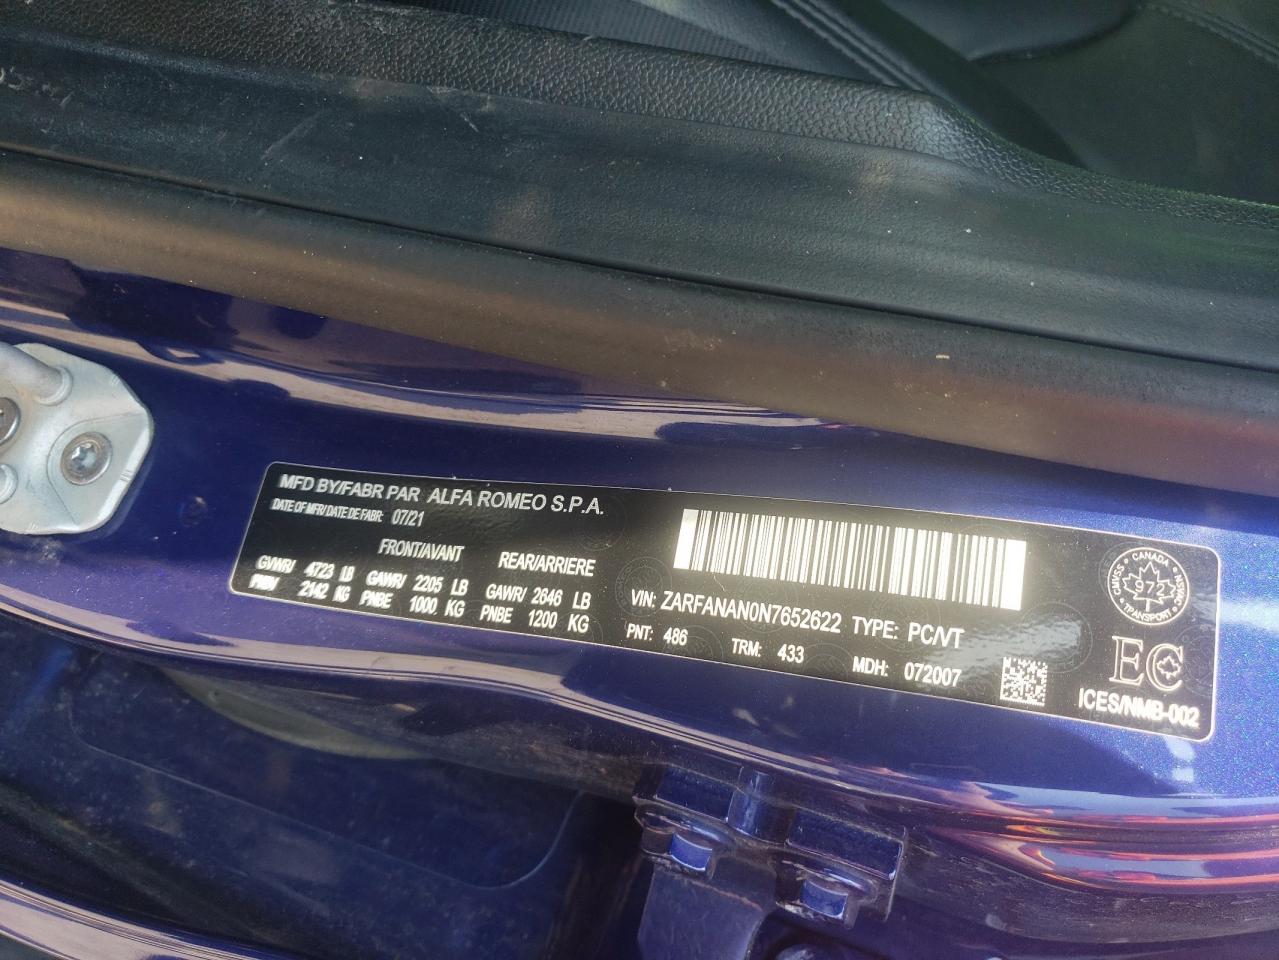 MFD BY/FABR PAR ALFA ROMEO S.P.A.
DATE OF MFR/DATE DE FABR: 07/21
FRONT/AVANT REAR/ARRIERE
GVWR/ 4723 LB GAWR/ 2205 LB GAWR/ 2646 LB
PNBV 2142 KG PNBE 1000 KG PNBE 1200 KG
VIN: ZARFANAN0N7652622 TYPE: PC/VT
PNT: 486 TRM: 433 MDH: 072007
CANADA
CMVSS 972 NSVAC
TRANSPORT
EC
ICES/NMB-002